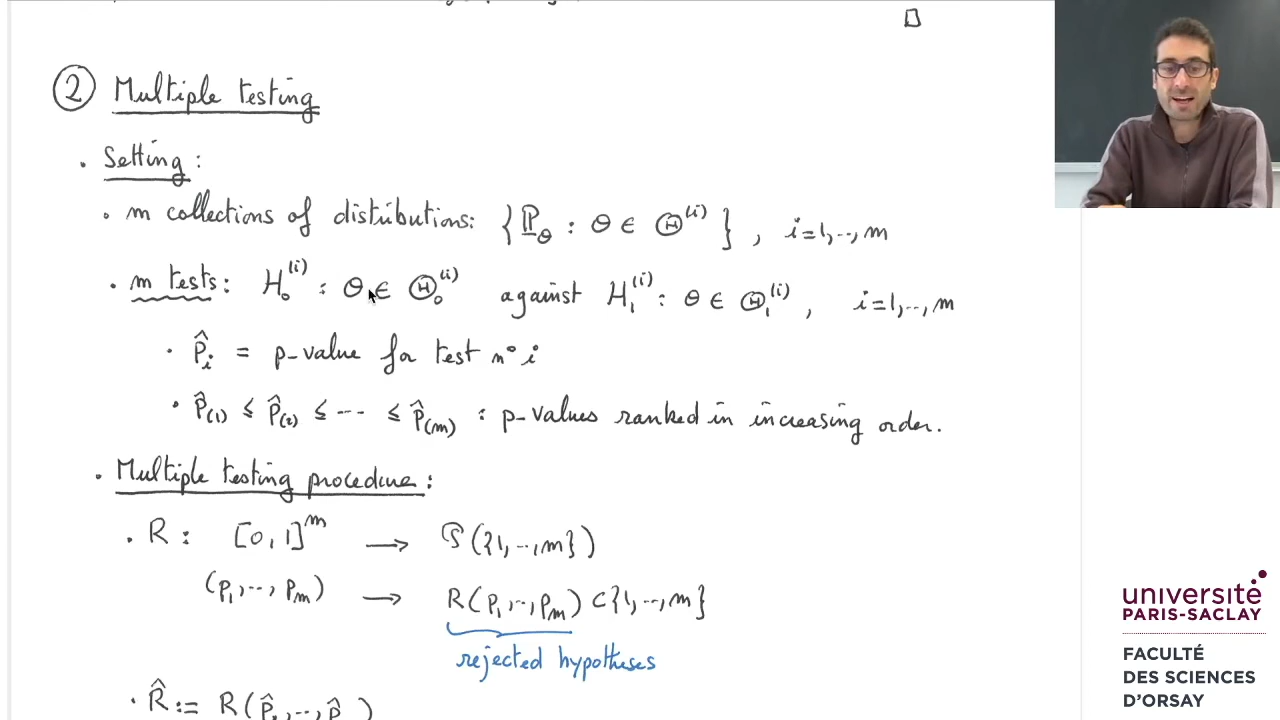 ② Multiple testing
. Setting :
. m collections of distributions: { ℙ_θ : θ ∈ Θ^(i) } , i=1,..,m
. m tests: H_0^(i) : θ ∈ Θ_0^(i) against H_1^(i) : θ ∈ Θ_1^(i) , i=1,..,m
. p̂_i = p-value for test n° i
. p̂_(1) ≤ p̂_(2) ≤ --- ≤ p̂_(m) : p-values ranked in increasing order.
. Multiple testing procedure :
. R : [0,1]^m → 𝒫({1,..,m})
(p_1,..,p_m) → R(p_1,..,p_m) ⊂ {1,..,m}
rejected hypotheses
. R̂ := R(p̂_1,..,p̂ )
université
PARIS-SACLAY
FACULTÉ
DES SCIENCES
D'ORSAY